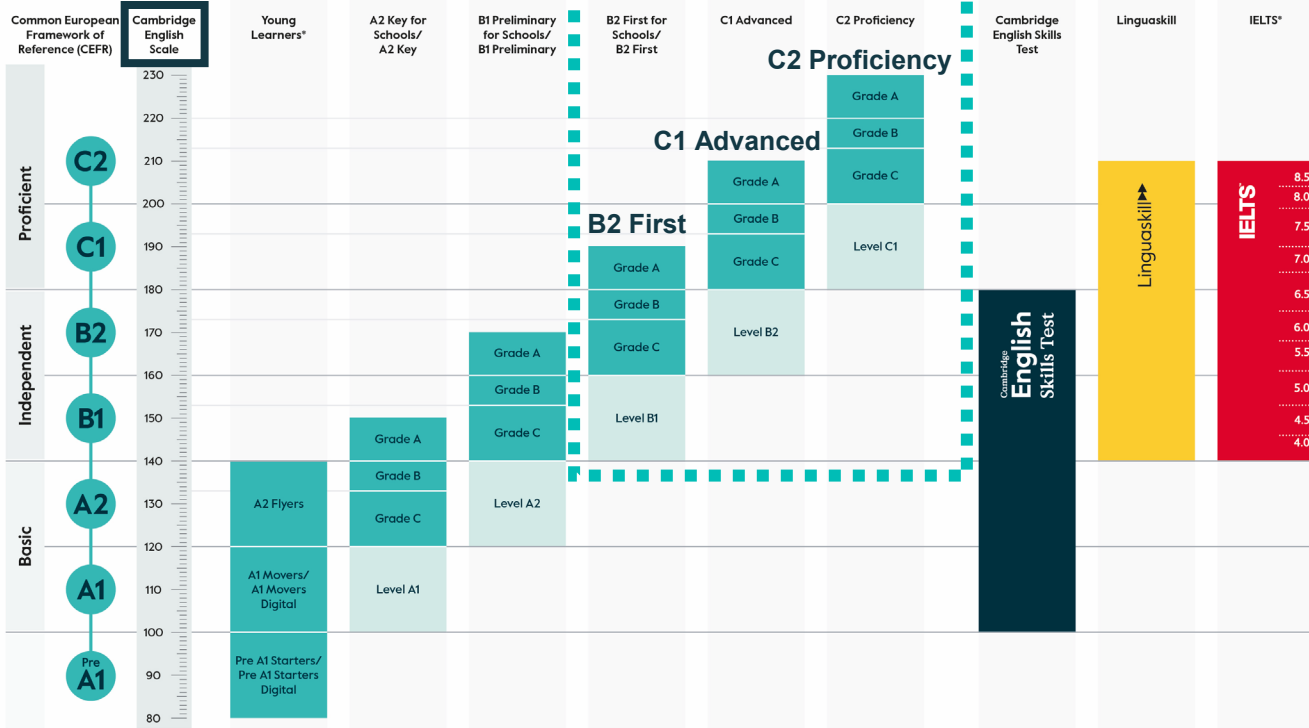 Common European
Framework of
Reference (CEFR)
Cambridge
English
Scale
Young
Learners*
A2 Key for
Schools/
A2 Key
B1 Preliminary
for Schools/
B1 Preliminary
B2 First for
Schools/
B2 First
C1 Advanced
C2 Proficiency
Cambridge
English Skills
Test
Linguaskill
IELTS*
C2 Proficiency
C1 Advanced
B2 First
Proficient
Independent
Basic
C2
C1
B2
B1
A2
A1
Pre
A1
230
220
210
200
190
180
170
160
150
140
130
120
110
100
90
80
A2 Flyers
A1 Movers/
A1 Movers
Digital
Pre A1 Starters/
Pre A1 Starters
Digital
Grade A
Grade B
Grade C
Level A1
Grade A
Grade B
Grade C
Level A2
Grade A
Grade B
Grade C
Level B1
Grade A
Grade B
Grade C
Level B2
Grade A
Grade B
Grade C
Level C1
Cambridge
English
Skills Test
Linguaskill
IELTS
8.5
8.0
7.5
7.0
6.5
6.0
5.5
5.0
4.5
4.0